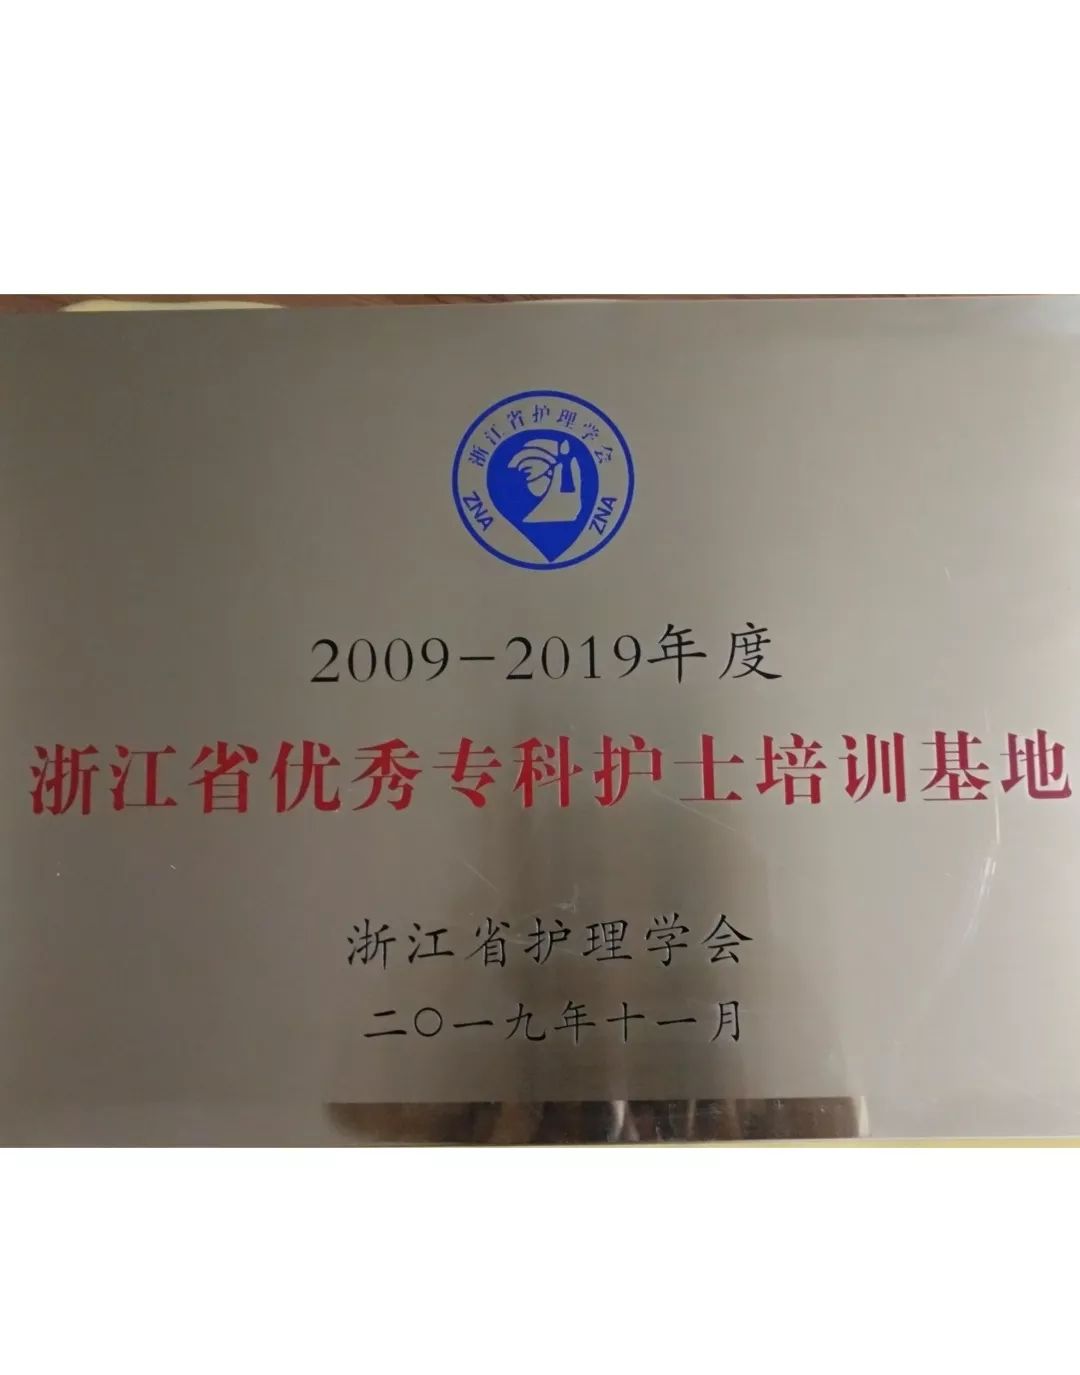 浙江省护理学会
ZNA ZNA
2009-2019年度
浙江省优秀专科护士培训基地
浙江省护理学会
二〇一九年十一月